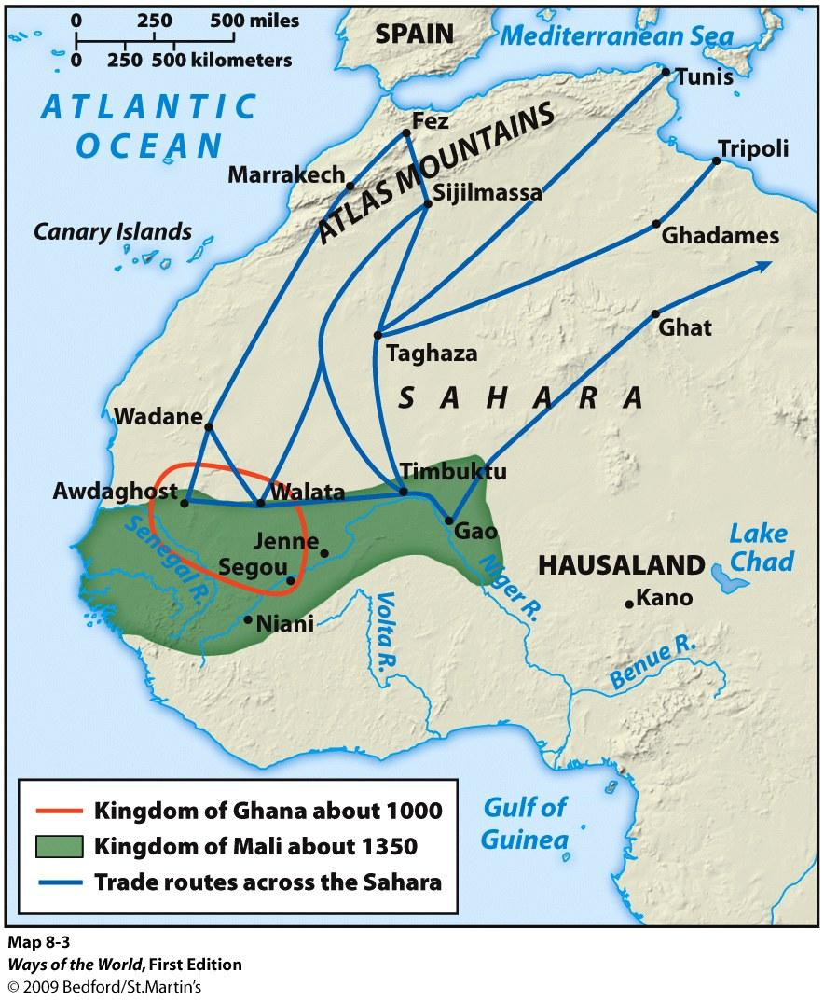 0 250 500 miles
0 250 500 kilometers
SPAIN
Mediterranean Sea
Tunis
ATLANTIC
OCEAN
Fez
ATLAS MOUNTAINS
Tripoli
Marrakech
Sijilmassa
Canary Islands
Ghadames
Ghat
Taghaza
SAHARA
Wadane
Timbuktu
Awdaghost
Walata
Gao
Senegal R.
Jenne
Segou
Niger R.
HAUSALAND
Lake
Chad
Kano
Niani
Volta R.
Benue R.
Gulf of
Guinea
Kingdom of Ghana about 1000
Kingdom of Mali about 1350
Trade routes across the Sahara
Map 8-3
Ways of the World, First Edition
© 2009 Bedford/St.Martin's